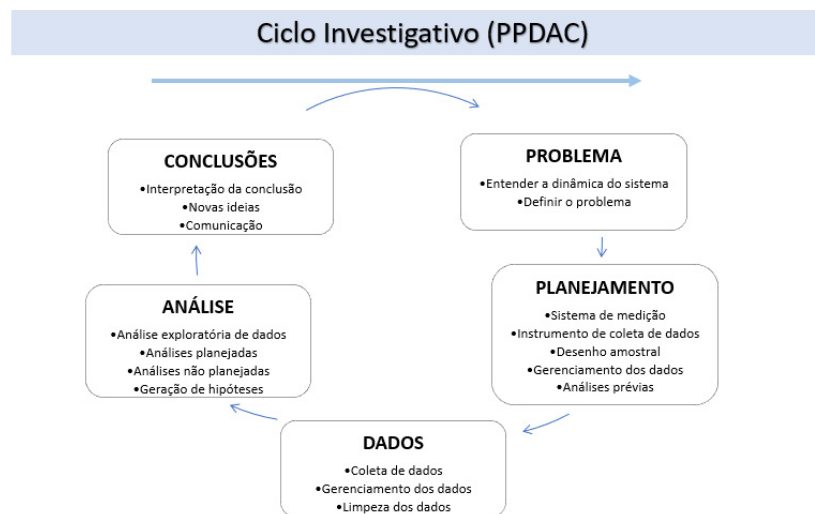 Ciclo Investigativo (PPDAC)
CONCLUSÕES
•Interpretação da conclusão
•Novas ideias
•Comunicação
PROBLEMA
•Entender a dinâmica do sistema
•Definir o problema
PLANEJAMENTO
•Sistema de medição
•Instrumento de coleta de dados
•Desenho amostral
•Gerenciamento dos dados
•Análises prévias
ANÁLISE
•Análise exploratória de dados
•Análises planejadas
•Análises não planejadas
•Geração de hipóteses
DADOS
•Coleta de dados
•Gerenciamento dos dados
•Limpeza dos dados